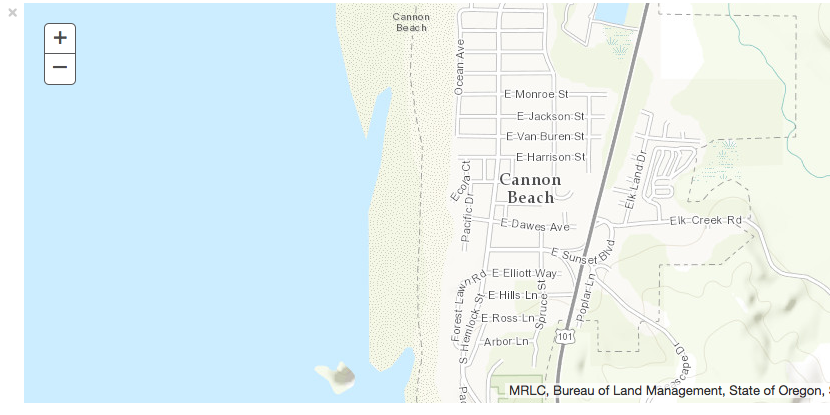 ×
Cannon
Beach
+
−
Ocean Ave
E Monroe St
E Jackson St
E Van Buren St
E Harrison St
Ecola Ct
Pacific Dr
Cannon
Beach
Elk Land Dr
Elk Creek Rd
E Dawes Ave
E Sunset Blvd
E Elliott Way
Forest Lawn Rd
S Hemlock St
E Hills Ln
Spruce St
Poplar Ln
E Ross Ln
Arbor Ln
101
MRLC, Bureau of Land Management, State of Oregon,